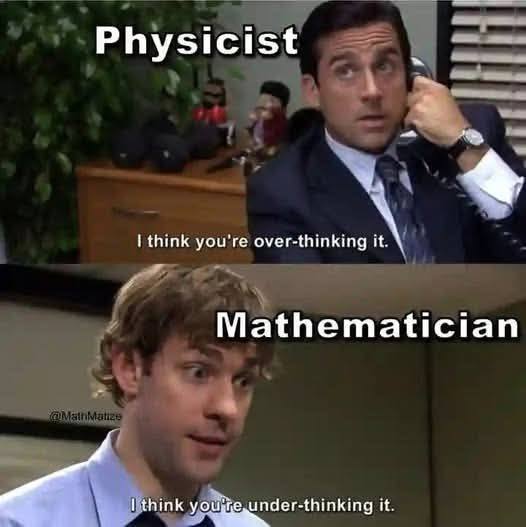 Physicist
I think you're over-thinking it.
Mathematician
@MathMatize
I think you're under-thinking it.